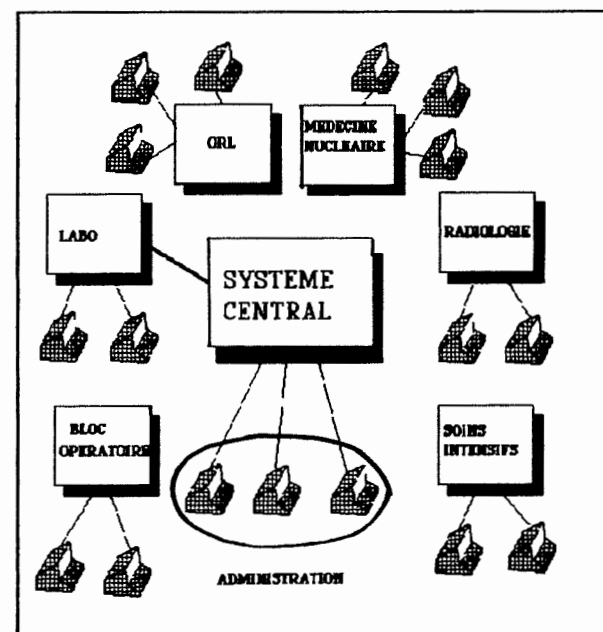 ORL
MEDECINE
NUCLEAIRE
LABO
RADIOLOGIE
SYSTEME
CENTRAL
BLOC
OPERATOIRE
SOINS
INTENSIFS
ADMINISTRATION